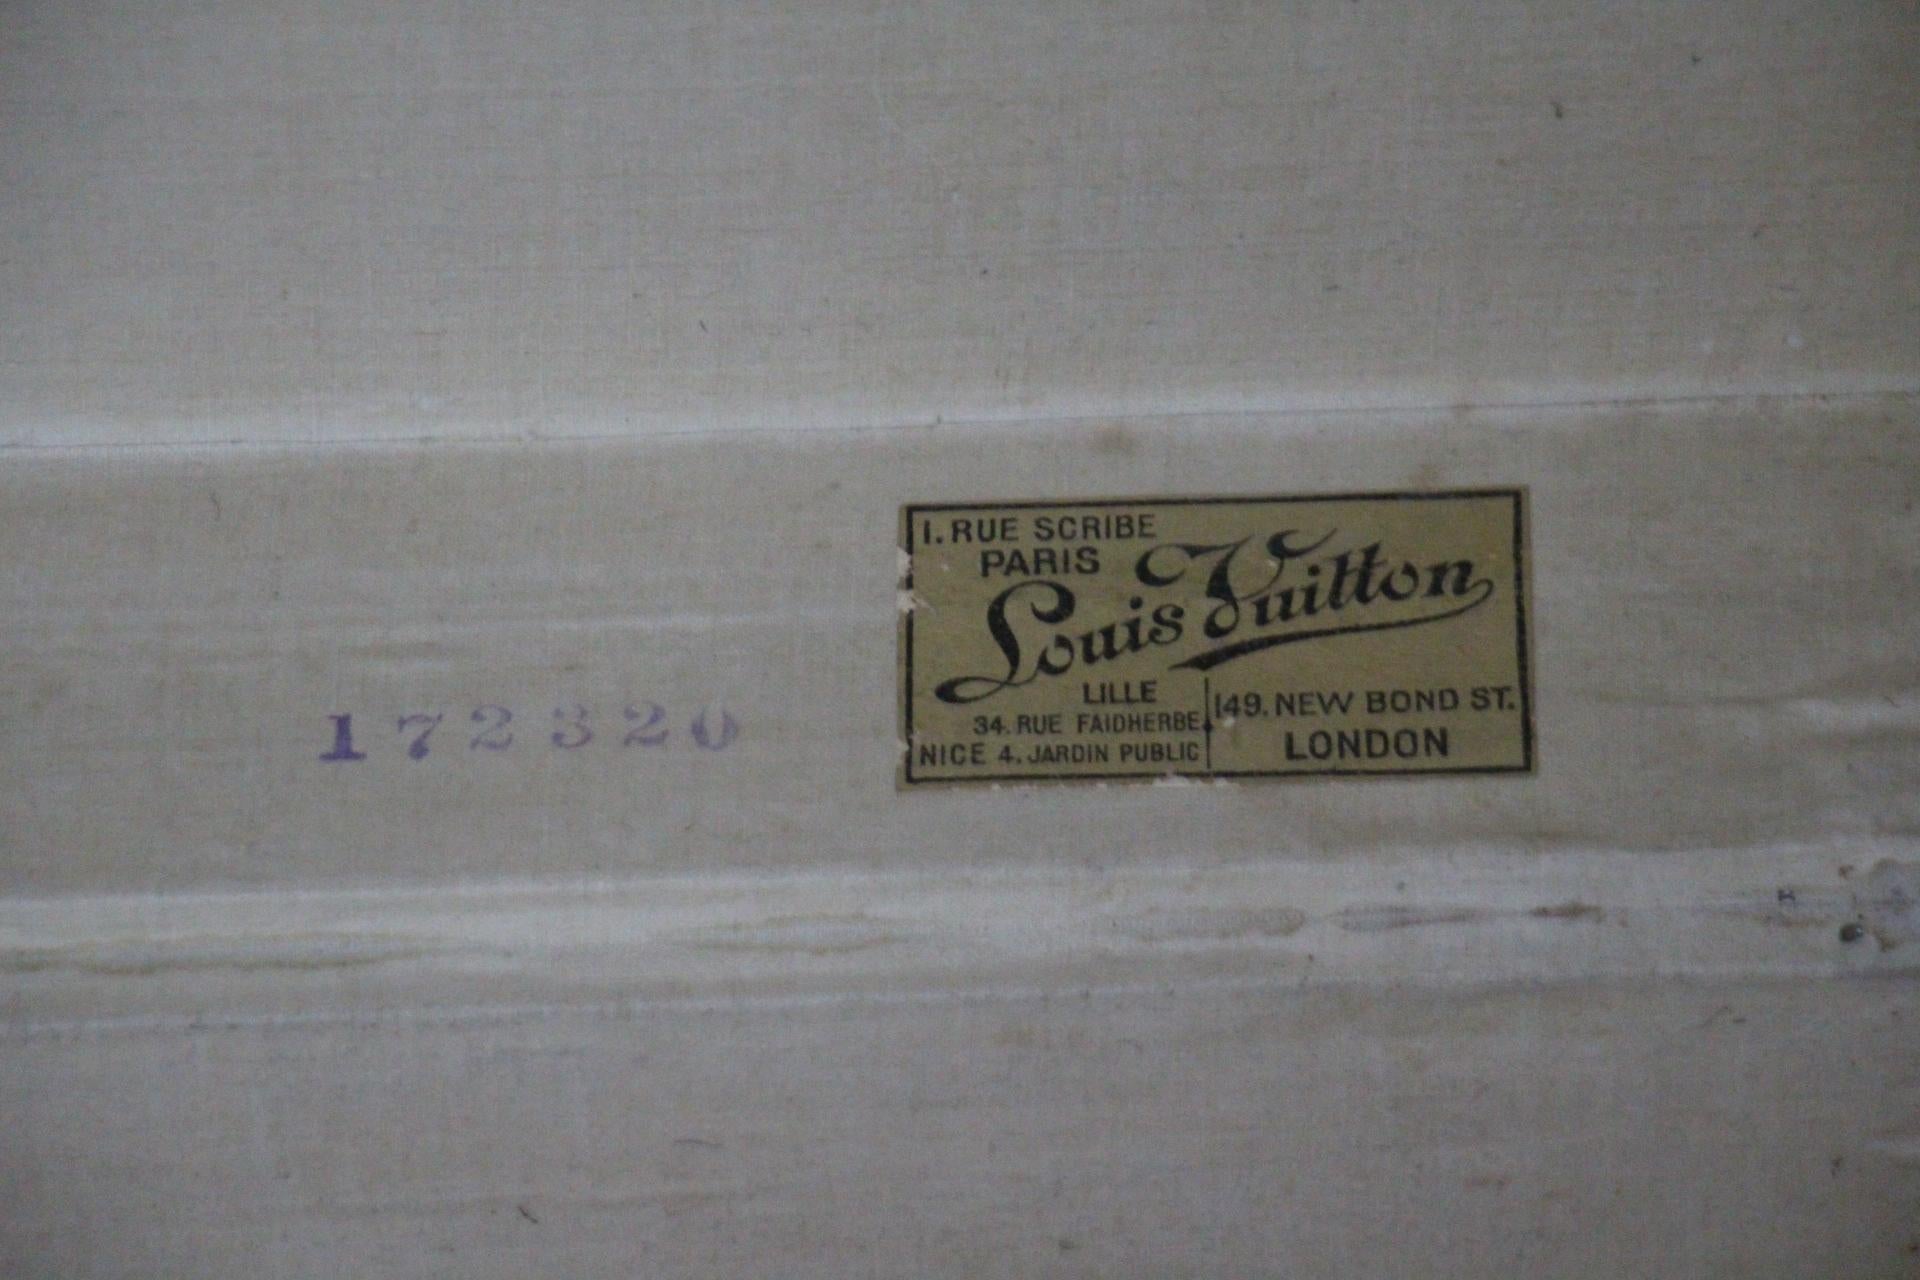 1. RUE SCRIBE
PARIS
Louis Vuitton
LILLE
34. RUE FAIDHERBE
NICE 4. JARDIN PUBLIC
149. NEW BOND ST.
LONDON
172320